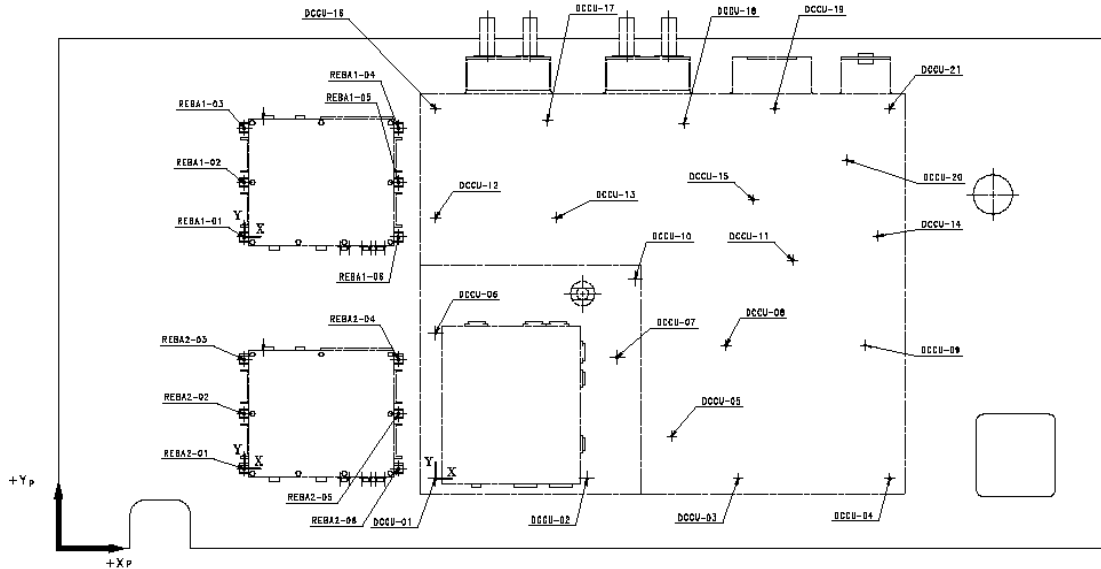 DCCU-16
DCCU-17
DCCU-18
DCCU-19
REBA1-04
DCCU-21
REBA1-05
REBA1-03
REBA1-02
DCCU-20
DCCU-12
DCCU-13
DCCU-15
REBA1-01
Y
X
DCCU-10
DCCU-11
DCCU-14
REBA1-06
DCCU-06
REBA2-04
DCCU-07
DCCU-08
DCCU-09
REBA2-03
REBA2-02
DCCU-05
REBA2-01
Y
X
Y
X
+YP
REBA2-05
REBA2-06
DCCU-01
DCCU-02
DCCU-03
DCCU-04
+XP